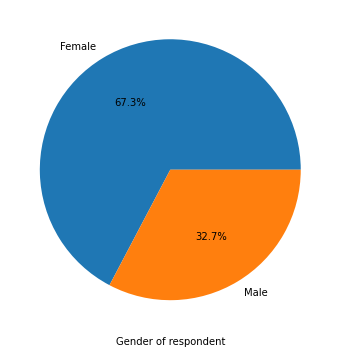 Female
67.3%
32.7%
Male
Gender of respondent